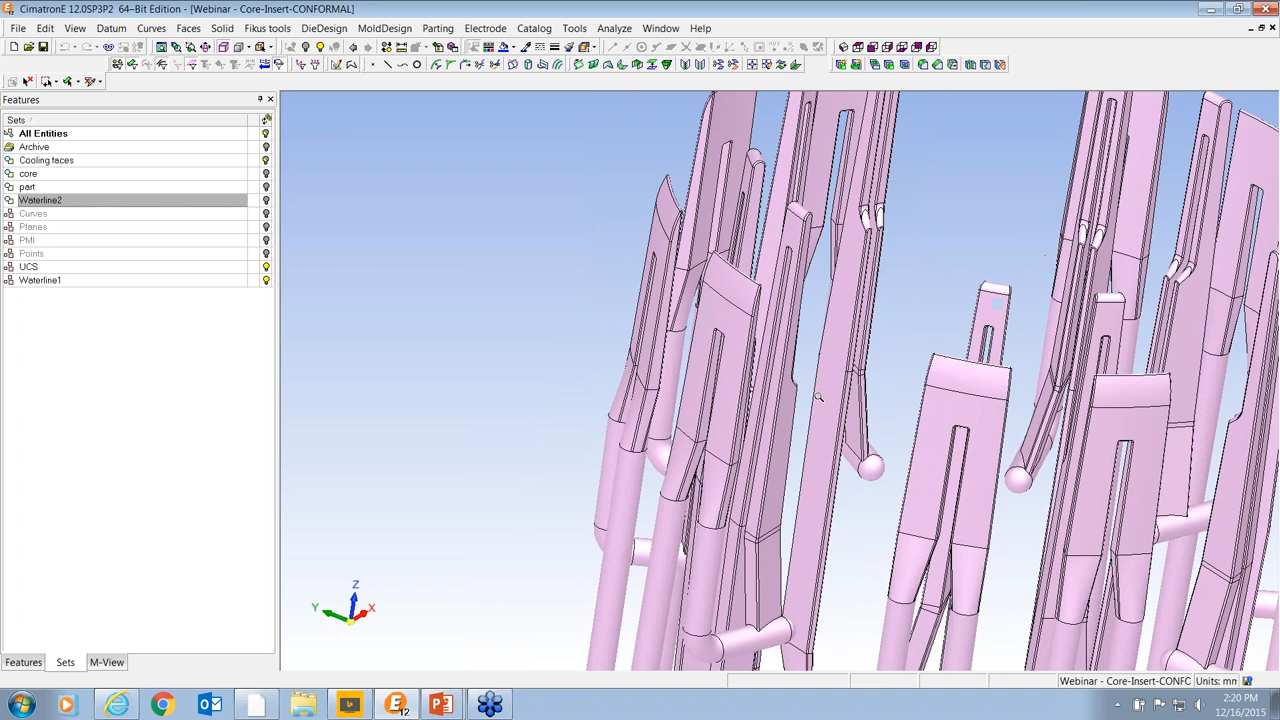 CimatronE 12.0SP3P2 64-Bit Edition - [Webinar - Core-Insert-CONFORMAL]
File Edit View Datum Curves Faces Solid Fikus tools DieDesign MoldDesign Parting Electrode Catalog Tools Analyze Window Help
Features
Sets
All Entities
Archive
Cooling faces
core
part
Waterline2
Curves
Planes
PMI
Points
UCS
Waterline1
Z
Y X
Features Sets M-View
Webinar - Core-Insert-CONFC Units: mm
12
2:20 PM
12/16/2015